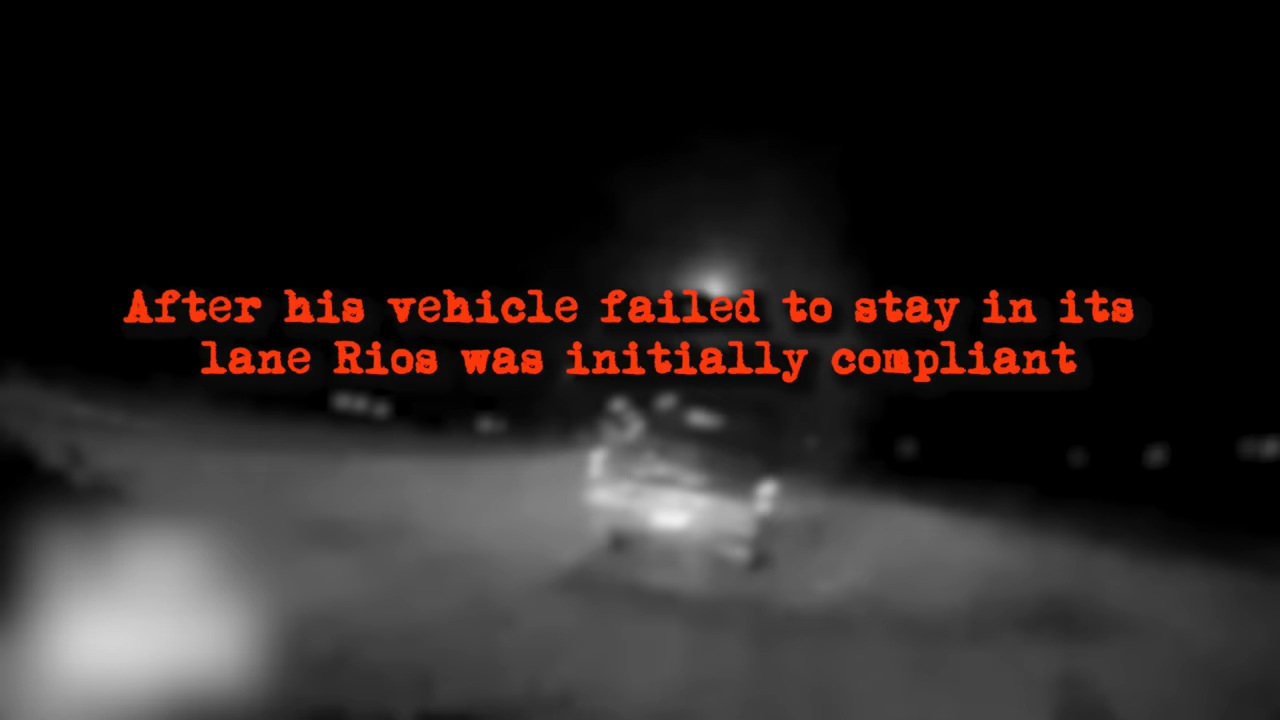 After his vehicle failed to stay in its
lane Rios was initially compliant